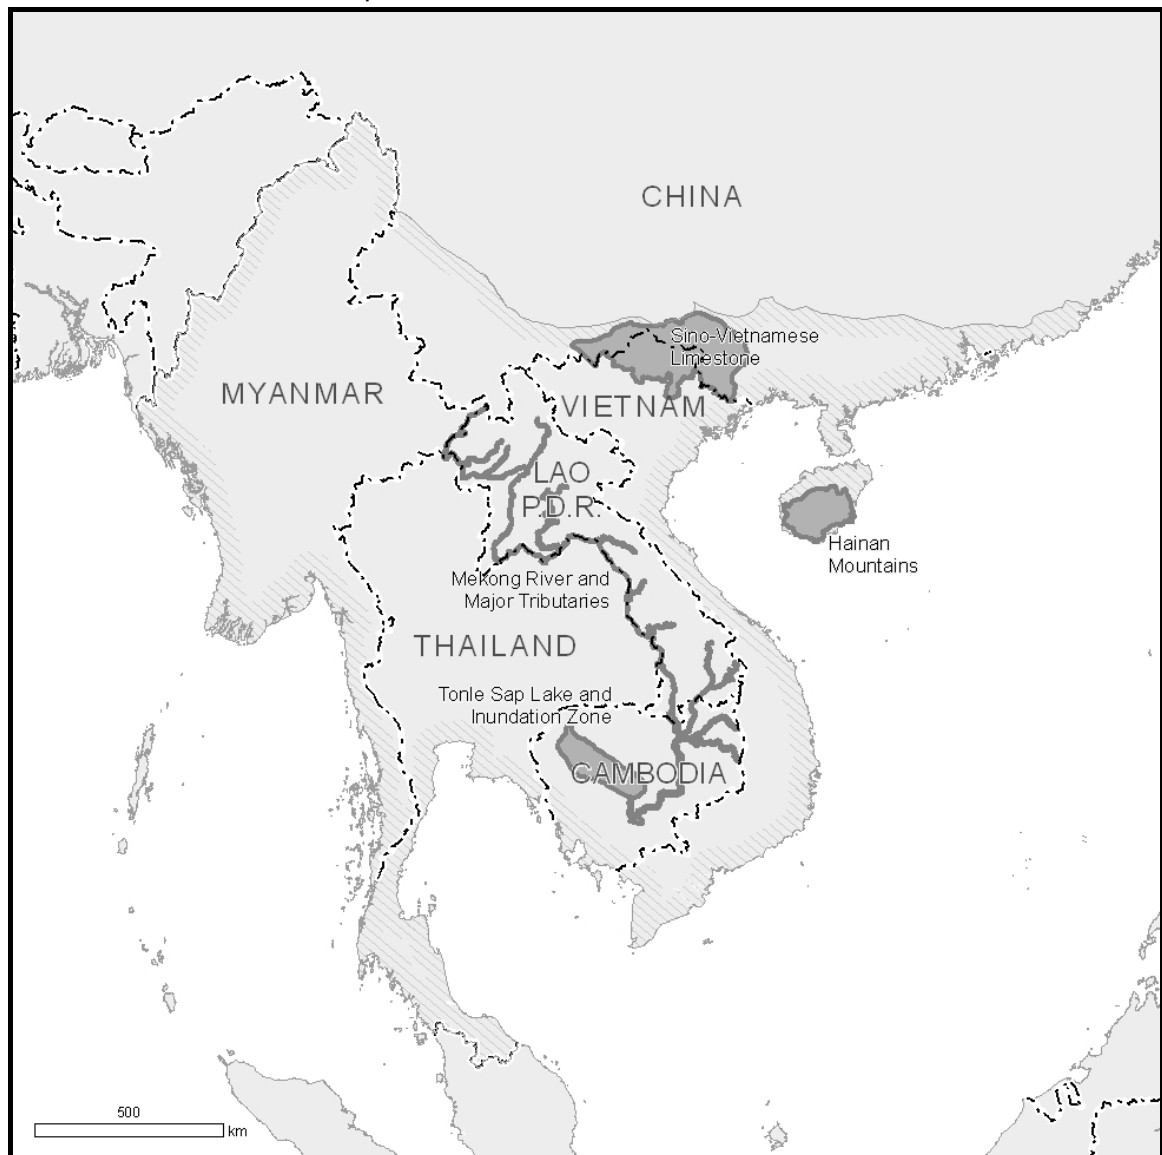 CHINA
Sino-Vietnamese
Limestone
MYANMAR
VIETNAM
LAO
P.D.R.
Hainan
Mountains
Mekong River and
Major Tributaries
THAILAND
Tonle Sap Lake and
Inundation Zone
CAMBODIA
500
km